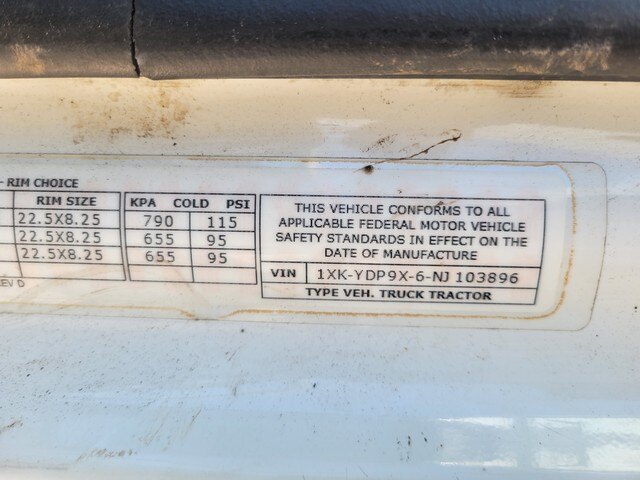 - RIM CHOICE
RIM SIZE KPA COLD PSI
22.5X8.25 790 115
22.5X8.25 655 95
22.5X8.25 655 95
REV D
THIS VEHICLE CONFORMS TO ALL
APPLICABLE FEDERAL MOTOR VEHICLE
SAFETY STANDARDS IN EFFECT ON THE
DATE OF MANUFACTURE
VIN 1XK-YDP9X-6-NJ 103896
TYPE VEH. TRUCK TRACTOR